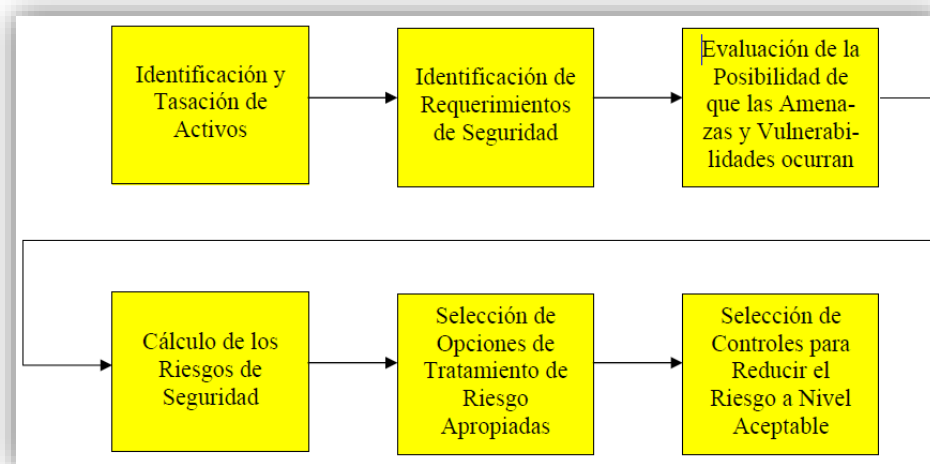 Identificación y
Tasación de
Activos
Identificación de
Requerimientos
de Seguridad
Evaluación de la
Posibilidad de
que las Amena-
zas y Vulnerabi-
lidades ocurran
Cálculo de los
Riesgos de
Seguridad
Selección de
Opciones de
Tratamiento de
Riesgo
Apropiadas
Selección de
Controles para
Reducir el
Riesgo a Nivel
Aceptable